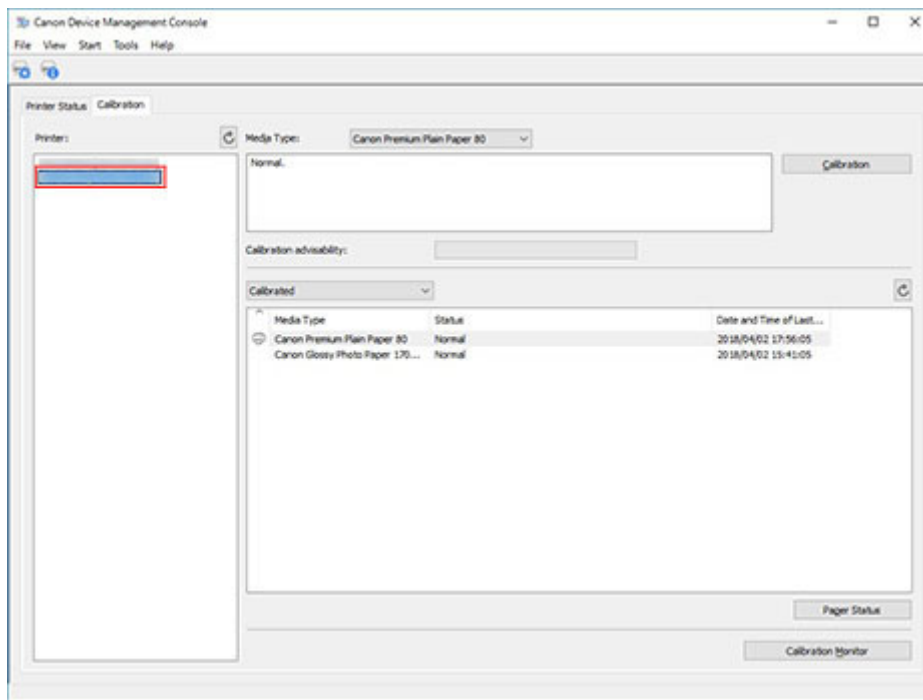 Canon Device Management Console
File View Start Tools Help
Printer Status Calibration
Printer: Media Type: Canon Premium Plain Paper 80
Normal.
Calibration
Calibration advisability:
Calibrated
Media Type Status Date and Time of Last...
Canon Premium Plain Paper 80 Normal 2018/04/02 17:56:05
Canon Glossy Photo Paper 170... Normal 2018/04/02 15:41:05
Pager Status
Calibration Monitor